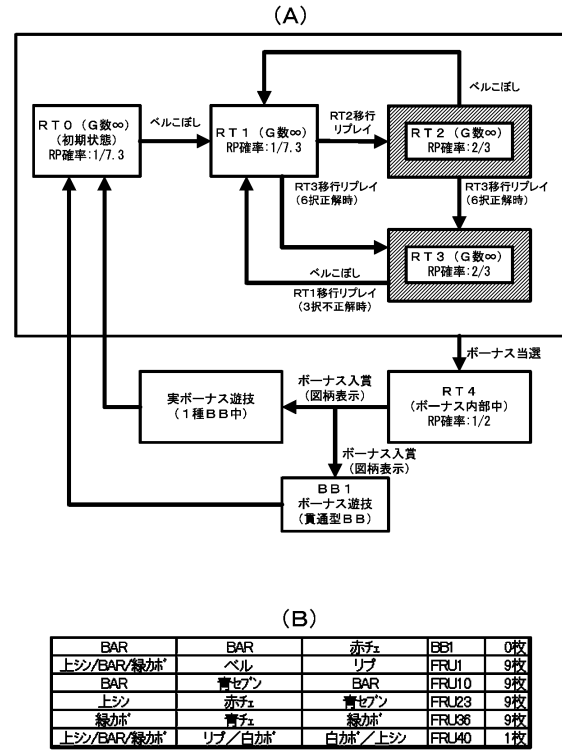 (A)
ベルこぼし
RT0(G数∞)
(初期状態)
RP確率:1/7.3
ベルこぼし
RT1(G数∞)
RP確率:1/7.3
RT2移行
リプレイ
RT2(G数∞)
RP確率:2/3
RT3移行リプレイ
(6択正解時)
RT3移行リプレイ
(6択正解時)
RT3(G数∞)
RP確率:2/3
ベルこぼし
RT1移行リプレイ
(3択不正解時)
ボーナス当選
実ボーナス遊技
(1種BB中)
ボーナス入賞
(図柄表示)
RT4
(ボーナス内部中)
RP確率:1/2
ボーナス入賞
(図柄表示)
BB1
ボーナス遊技
(貫通型BB)
(B)
BAR BAR 赤チェ BB1 0枚
上シン/BAR/緑カボ ベル リプ FRU1 9枚
BAR 青セブン BAR FRU10 9枚
上シン 赤チェ 青セブン FRU23 9枚
緑カボ 青チェ 緑カボ FRU36 9枚
上シン/BAR/緑カボ リプ/白カボ 白カボ/上シン FRU40 1枚